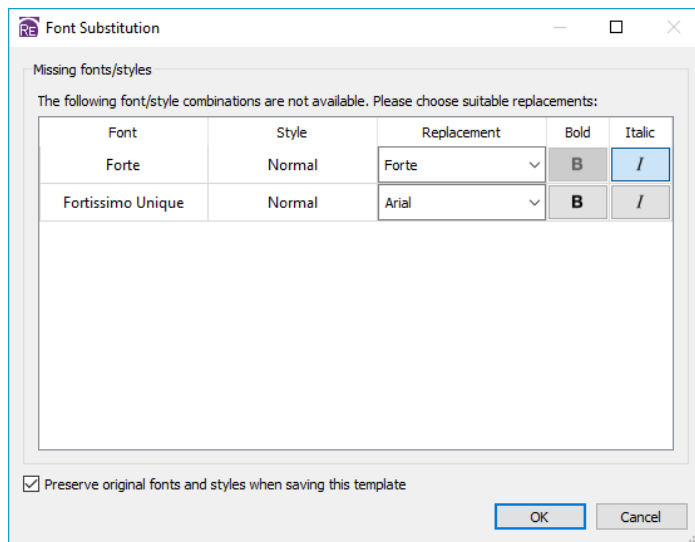 RE Font Substitution
Missing fonts/styles
The following font/style combinations are not available. Please choose suitable replacements:
Font Style Replacement Bold Italic
Forte Normal Forte B I
Fortissimo Unique Normal Arial B I
Preserve original fonts and styles when saving this template
OK Cancel